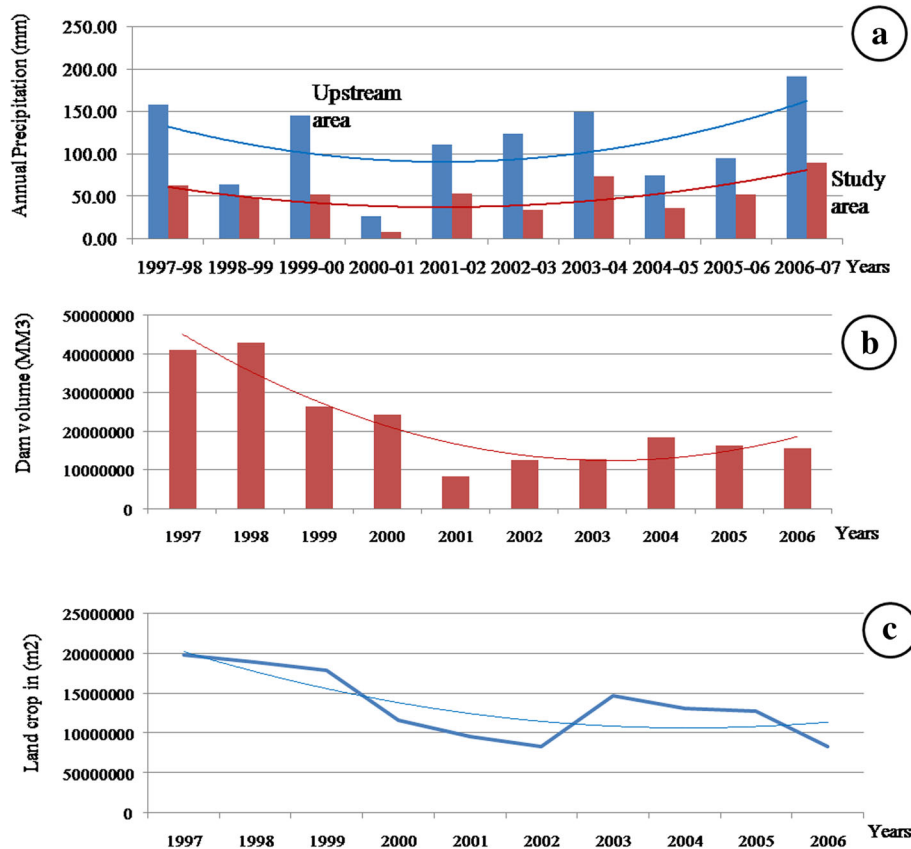 250.00
200.00
150.00
100.00
50.00
0.00
Annual Precipitation (mm)
Upstream area
Study area
a
1997-98 1998-99 1999-00 2000-01 2001-02 2002-03 2003-04 2004-05 2005-06 2006-07 Years
50000000
40000000
30000000
20000000
10000000
0
Dam volume (MM3)
b
1997 1998 1999 2000 2001 2002 2003 2004 2005 2006 Years
25000000
20000000
15000000
10000000
50000000
0
Land crop in (m2)
c
1997 1998 1999 2000 2001 2002 2003 2004 2005 2006 Years